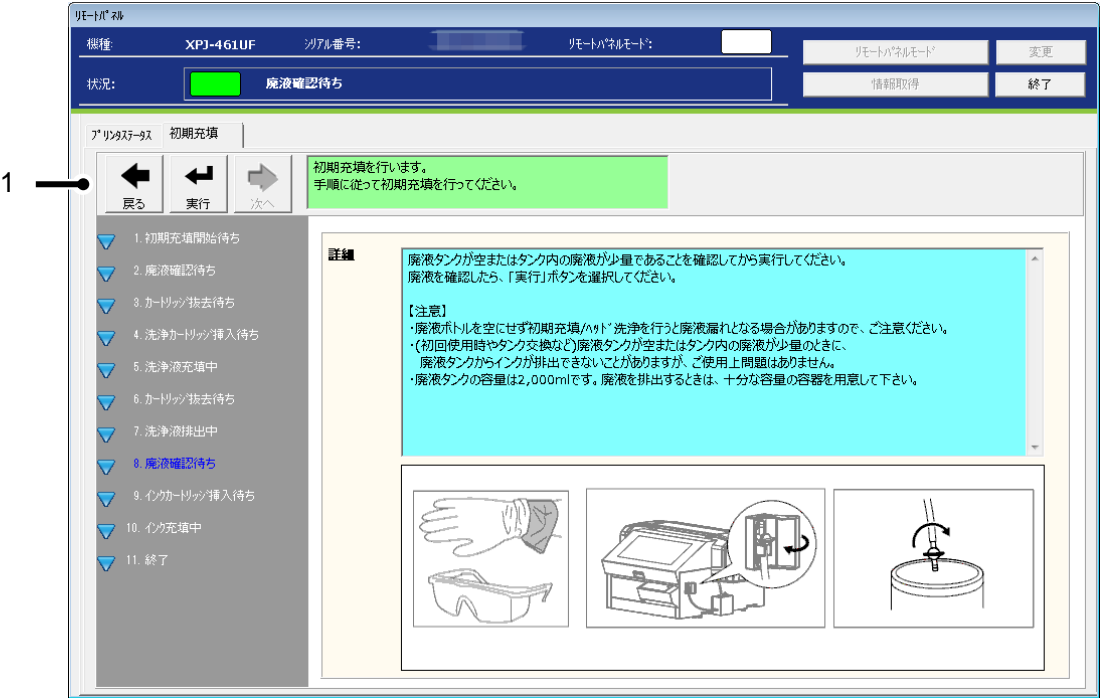 リモートパネル
機種: XPJ-461UF シリアル番号: リモートパネルモード:
リモートパネルモード 変更
状況: 廃液確認待ち
情報取得 終了
プリンタステータス 初期充填
1
戻る 実行 次へ
初期充填を行います。
手順に従って初期充填を行ってください。
1. 初期充填開始待ち
2. 廃液確認待ち
3. カートリッジ抜去待ち
4. 洗浄カートリッジ挿入待ち
5. 洗浄液充填中
6. カートリッジ抜去待ち
7. 洗浄液排出中
8. 廃液確認待ち
9. インクカートリッジ挿入待ち
10. インク充填中
11. 終了
詳細
廃液タンクが空またはタンク内の廃液が少量であることを確認してから実行してください。
廃液を確認したら、「実行」ボタンを選択してください。
【注意】
・廃液ボトルを空にせず初期充填/ヘッド洗浄を行うと廃液漏れとなる場合がありますので、ご注意ください。
・(初回使用時やタンク交換など)廃液タンクが空またはタンク内の廃液が少量のときに、
廃液タンクからインクが排出できないことがありますが、ご使用上問題はありません。
・廃液タンクの容量は2,000mlです。廃液を排出するときは、十分な容量の容器を用意して下さい。